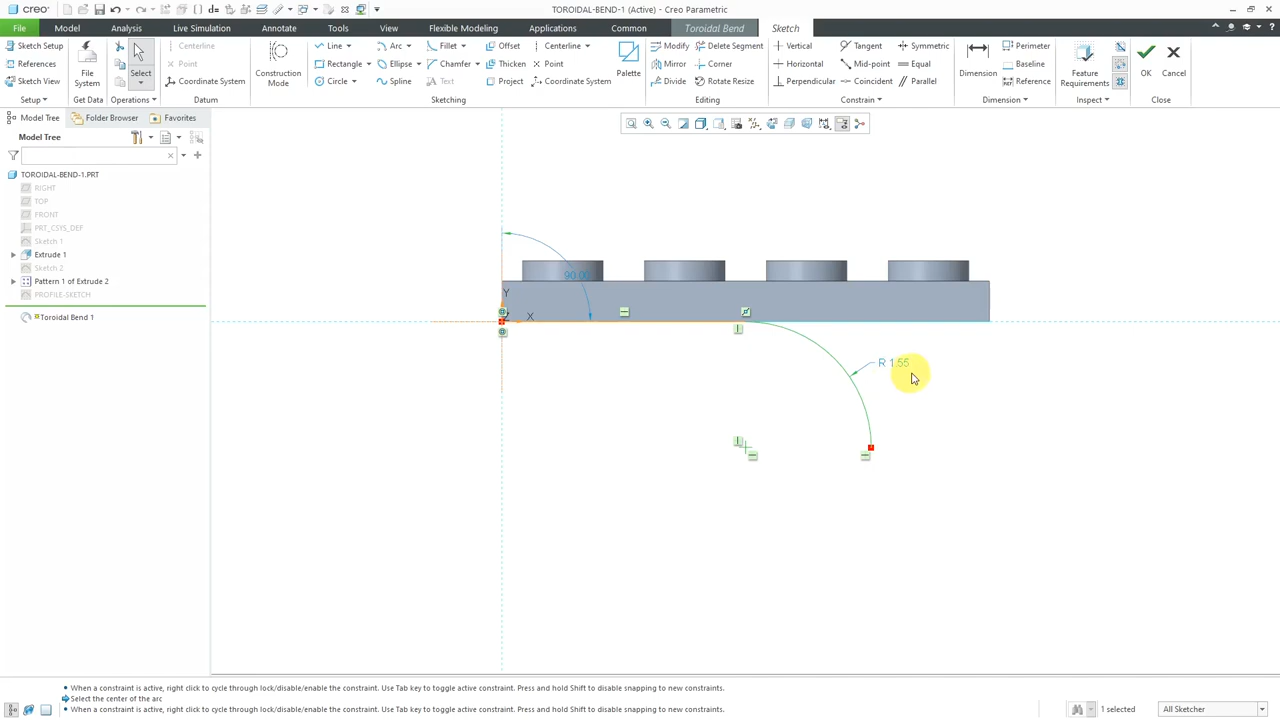 creo
TOROIDAL-BEND-1 (Active) - Creo Parametric
File Model Analysis Live Simulation Annotate Tools View Flexible Modeling Applications Common Toroidal Bend Sketch
Sketch Setup
References
Sketch View
Setup
File System
Get Data
Select
Operations
Centerline
Point
Coordinate System
Datum
Construction Mode
Line Arc Fillet Offset Centerline
Rectangle Ellipse Chamfer Thicken Point
Circle Spline Text Project Coordinate System
Palette
Sketching
Modify Delete Segment
Mirror Corner
Divide Rotate Resize
Editing
Vertical Tangent Symmetric
Horizontal Mid-point Equal
Perpendicular Coincident Parallel
Constrain
Dimension
Perimeter
Baseline
Reference
Dimension
Feature Requirements
Inspect
OK
Cancel
Close
Model Tree Folder Browser Favorites
Model Tree
TOROIDAL-BEND-1.PRT
RIGHT
TOP
FRONT
PRT_CSYS_DEF
Sketch 1
Extrude 1
Sketch 2
Pattern 1 of Extrude 2
PROFILE-SKETCH
Toroidal Bend 1
90.00
Y
Z
X
R 1.55
• When a constraint is active, right click to cycle through lock/disable/enable the constraint. Use Tab key to toggle active constraint. Press and hold Shift to disable snapping to new constraints.
Select the center of the arc
• When a constraint is active, right click to cycle through lock/disable/enable the constraint. Use Tab key to toggle active constraint. Press and hold Shift to disable snapping to new constraints.
1 selected
All Sketcher